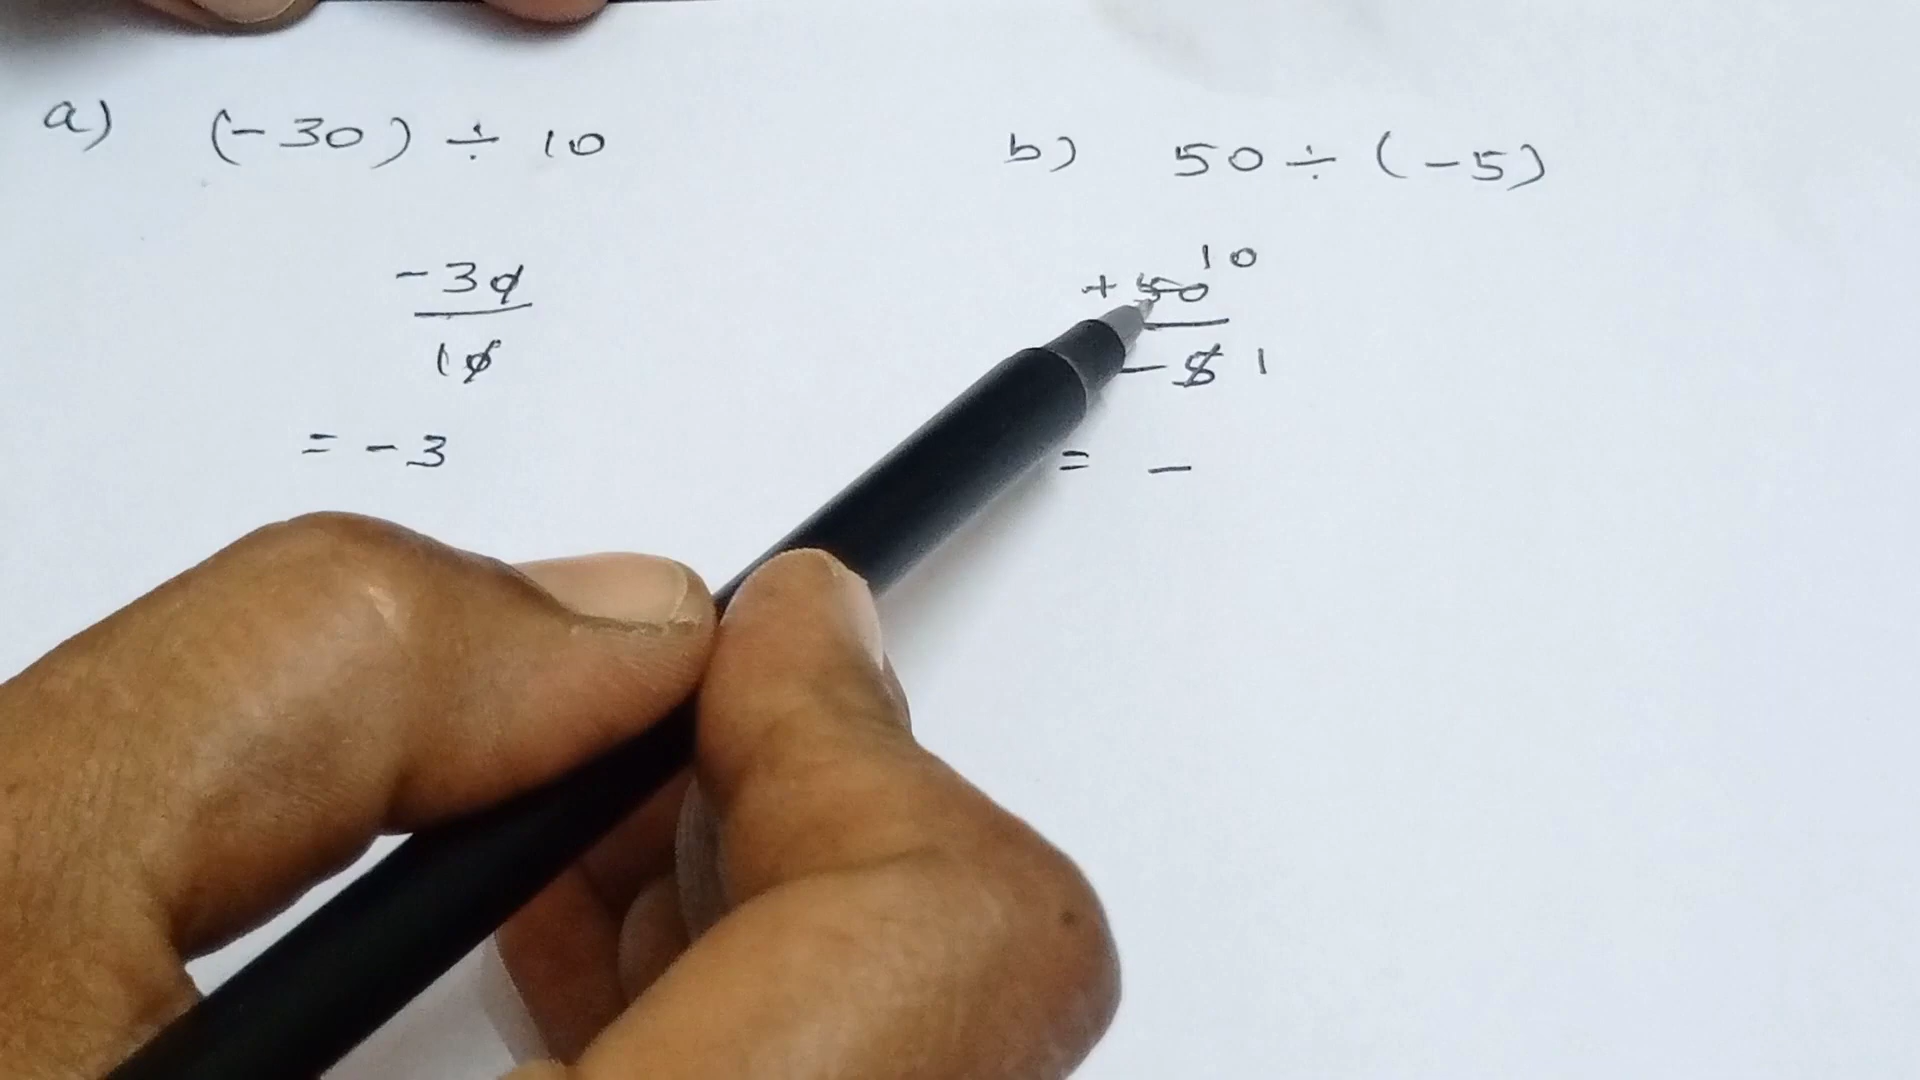 a) (-30) ÷ 10
-30
10
= -3
b) 50 ÷ (-5)
10
+ 50
- 5 1
= -